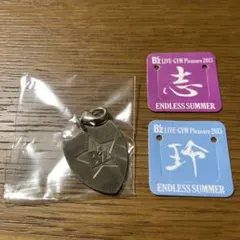 B'z LIVE-GYM Pleasure 2013
志
ENDLESS SUMMER
B'z LIVE-GYM Pleasure 2013
玲
ENDLESS SUMMER